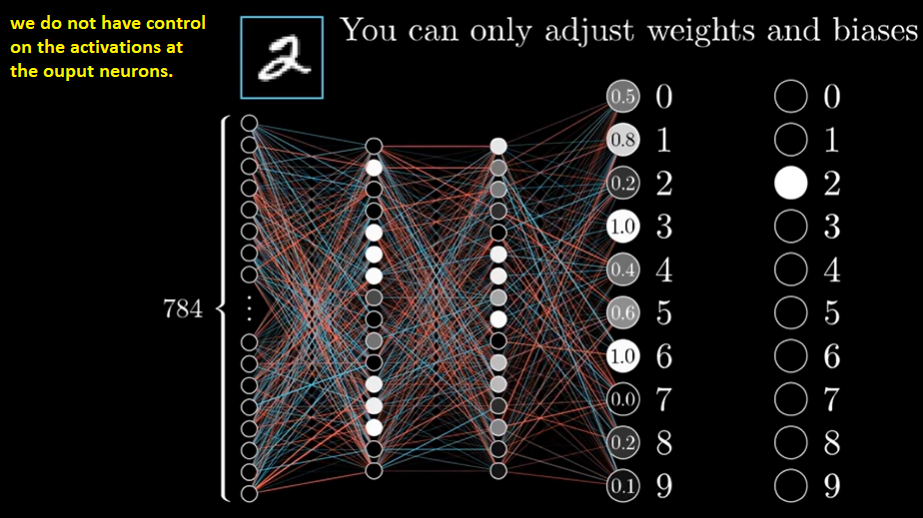 we do not have control
on the activations at
the ouput neurons.
You can only adjust weights and biases
2
784
0.5 0 0
0.8 1 1
0.2 2 2
1.0 3 3
0.4 4 4
0.6 5 5
1.0 6 6
0.0 7 7
0.2 8 8
0.1 9 9